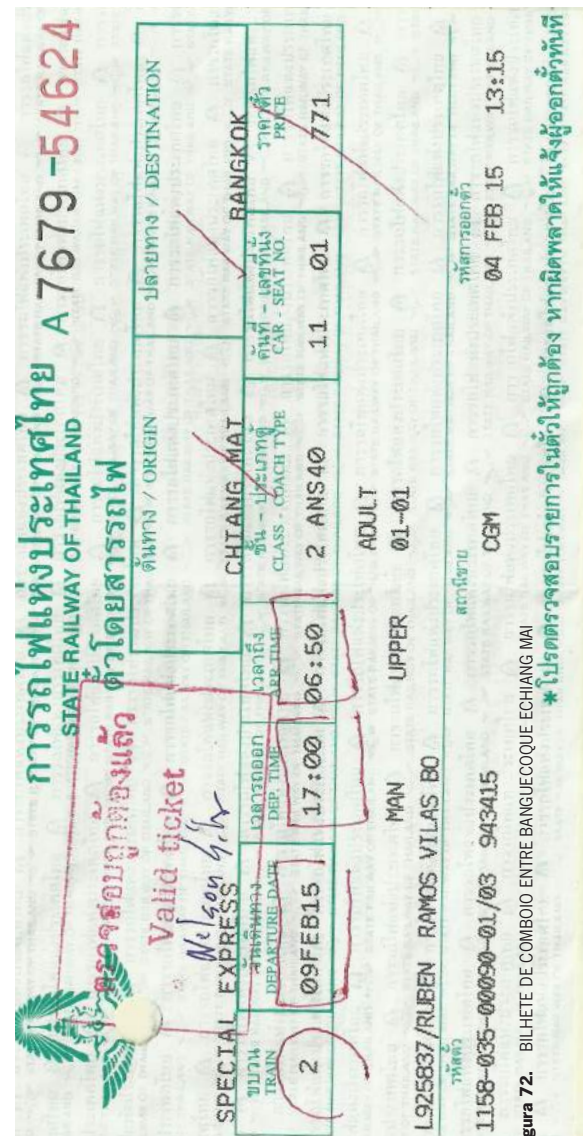 การรถไฟแห่งประเทศไทย A 7679 -54624
STATE RAILWAY OF THAILAND
ตั๋วโดยสารรถไฟ
ตรวจสอบถูกต้องแล้ว
Valid ticket
SPECIAL EXPRESS
ต้นทาง / ORIGIN ปลายทาง / DESTINATION
CHIANG MAI BANGKOK
ขบวน วันเดินทาง เวลารถออก เวลาถึง ชั้น - ประเภทตู้ คันที่ - เลขที่นั่ง ราคาตั๋ว
TRAIN DEPARTURE DATE DEP. TIME ARR.TIME CLASS - COACH TYPE CAR - SEAT NO. PRICE
2 09FEB15 17:00 06:50 2 ANS40 11 01 771
MAN UPPER ADULT
L925837/RUBEN RAMOS VILAS BO 01-01
รหัสตั๋ว สถานีขาย รหัสการออกตั๋ว
1158-035-00090-01/03 943415 CGM 04 FEB 15 13:15
*โปรดตรวจสอบรายการในตั๋วให้ถูกต้อง หากผิดพลาดให้แจ้งผู้ออกตั๋วทันที
gura 72. BILHETE DE COMBOIO ENTRE BANGUECOQUE ECHIANG MAI